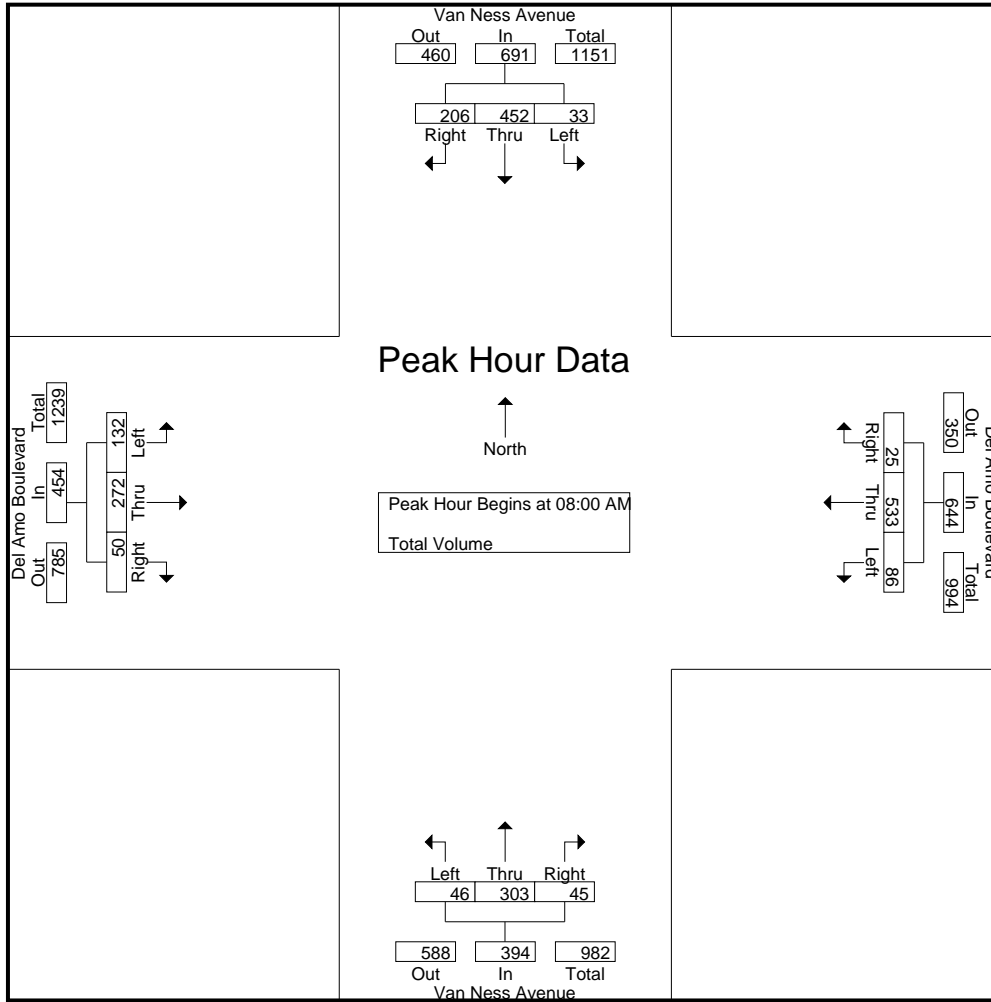 Van Ness Avenue
Out In Total
460 691 1151
206 452 33
Right Thru Left
Peak Hour Data
North
Peak Hour Begins at 08:00 AM
Total Volume
Del Amo Boulevard
Total In Out
1239 454 785
132 272 50
Left Thru Right
Right Thru Left
25 533 86
Out In Total
350 644 994
Del Amo Boulevard
Left Thru Right
46 303 45
588 394 982
Out In Total
Van Ness Avenue